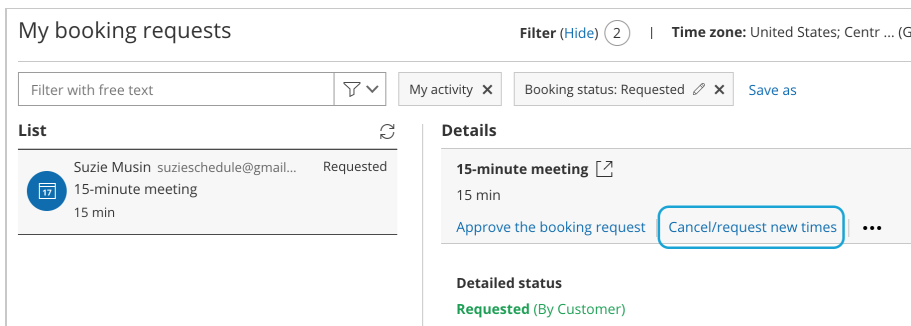 My booking requests
Filter (Hide) 2 | Time zone: United States; Centr ... (G
Filter with free text
My activity
Booking status: Requested
Save as
List
Suzie Musin suzieschedule@gmail...
Requested
15-minute meeting
15 min
17
Details
15-minute meeting
15 min
Approve the booking request
Cancel/request new times
Detailed status
Requested (By Customer)